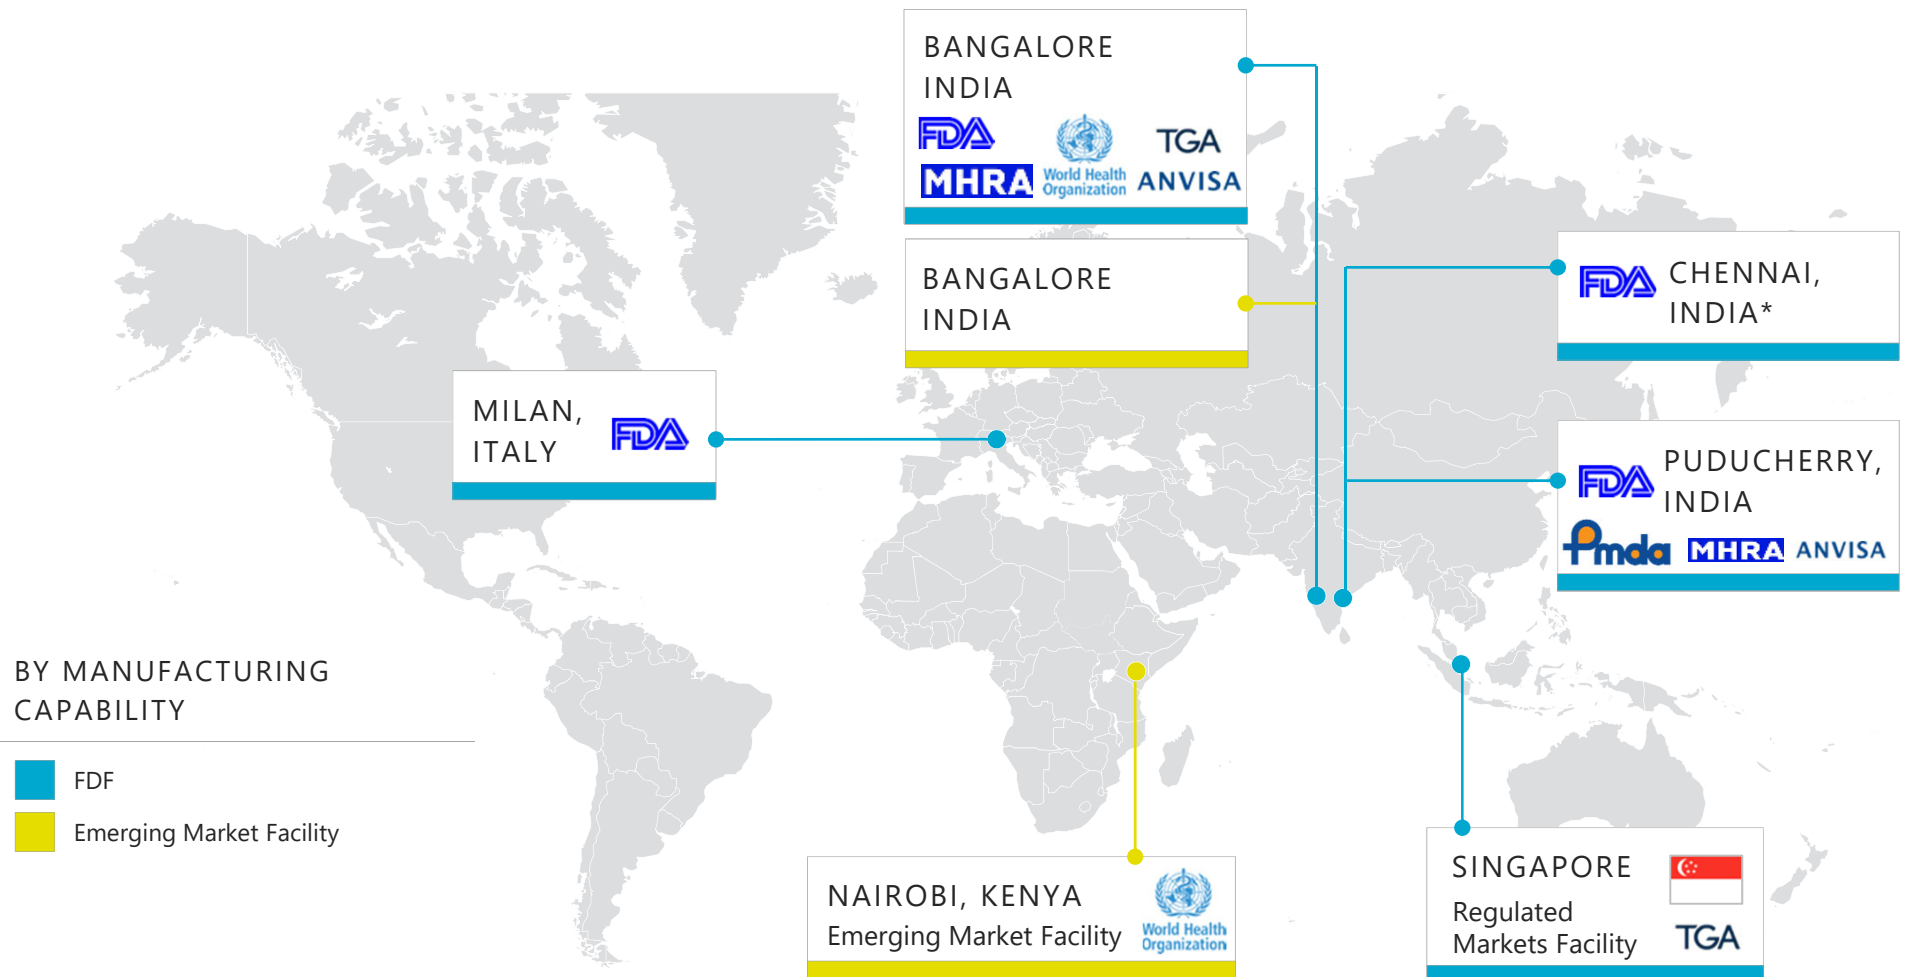 BANGALORE
INDIA
FDA
World Health
Organization
TGA
MHRA
ANVISA
BANGALORE
INDIA
FDA
CHENNAI,
INDIA*
MILAN,
ITALY
FDA
FDA
PUDUCHERRY,
INDIA
Pmda
MHRA
ANVISA
BY MANUFACTURING
CAPABILITY
FDF
Emerging Market Facility
NAIROBI, KENYA
Emerging Market Facility
World Health
Organization
SINGAPORE
Regulated
Markets Facility
TGA